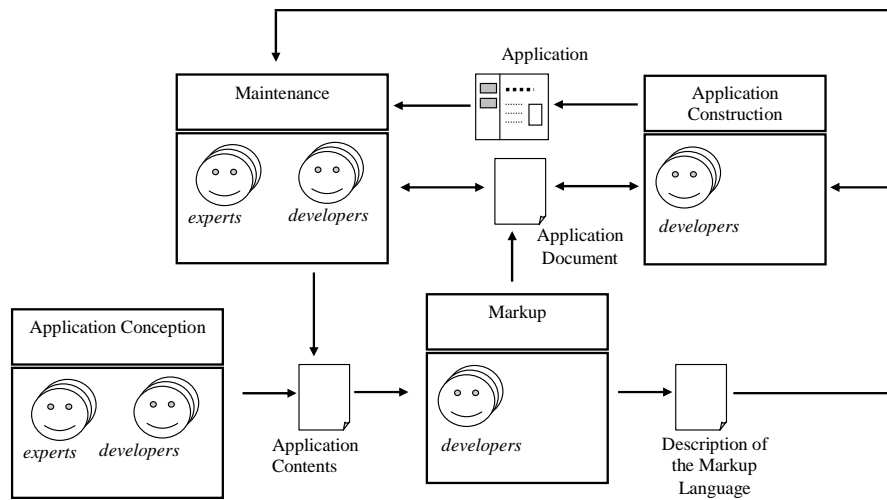 Application
Maintenance
Application
Construction
experts
developers
developers
Application
Document
Application Conception
Markup
experts
developers
Application
Contents
developers
Description of
the Markup
Language